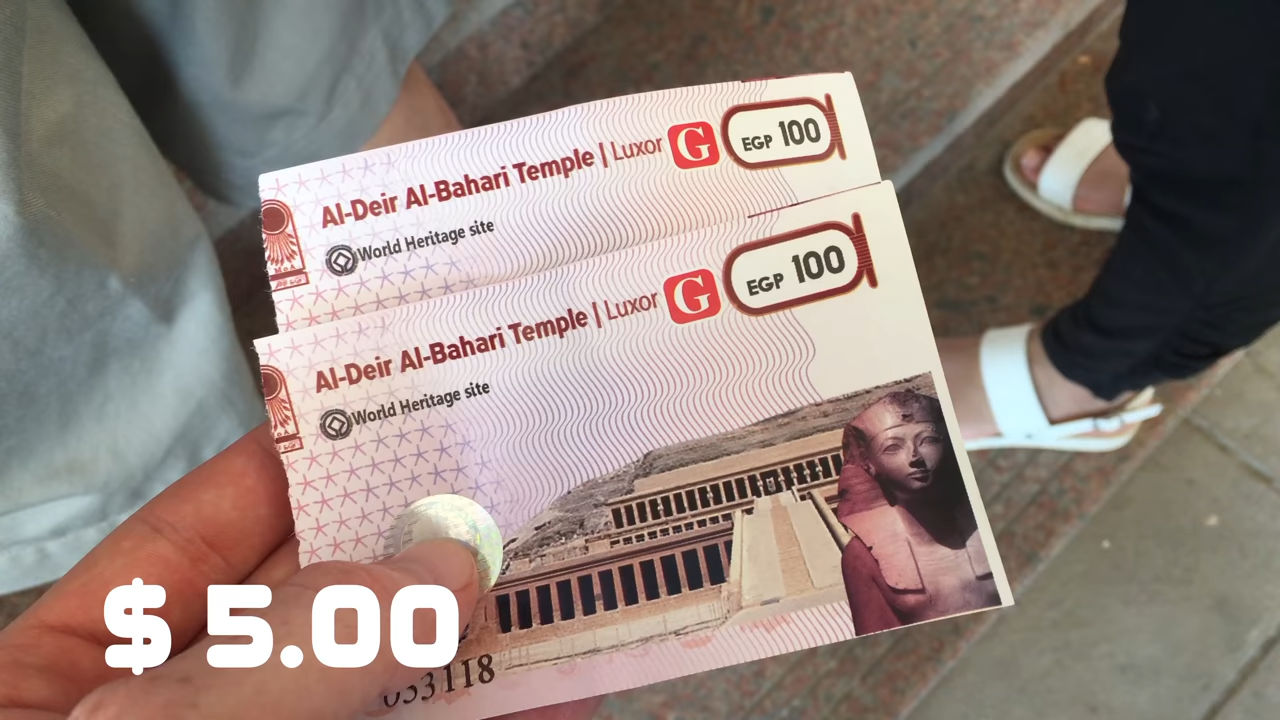 Al-Deir Al-Bahari Temple | Luxor G EGP 100
World Heritage site
Al-Deir Al-Bahari Temple | Luxor G EGP 100
World Heritage site
$ 5.00
053118